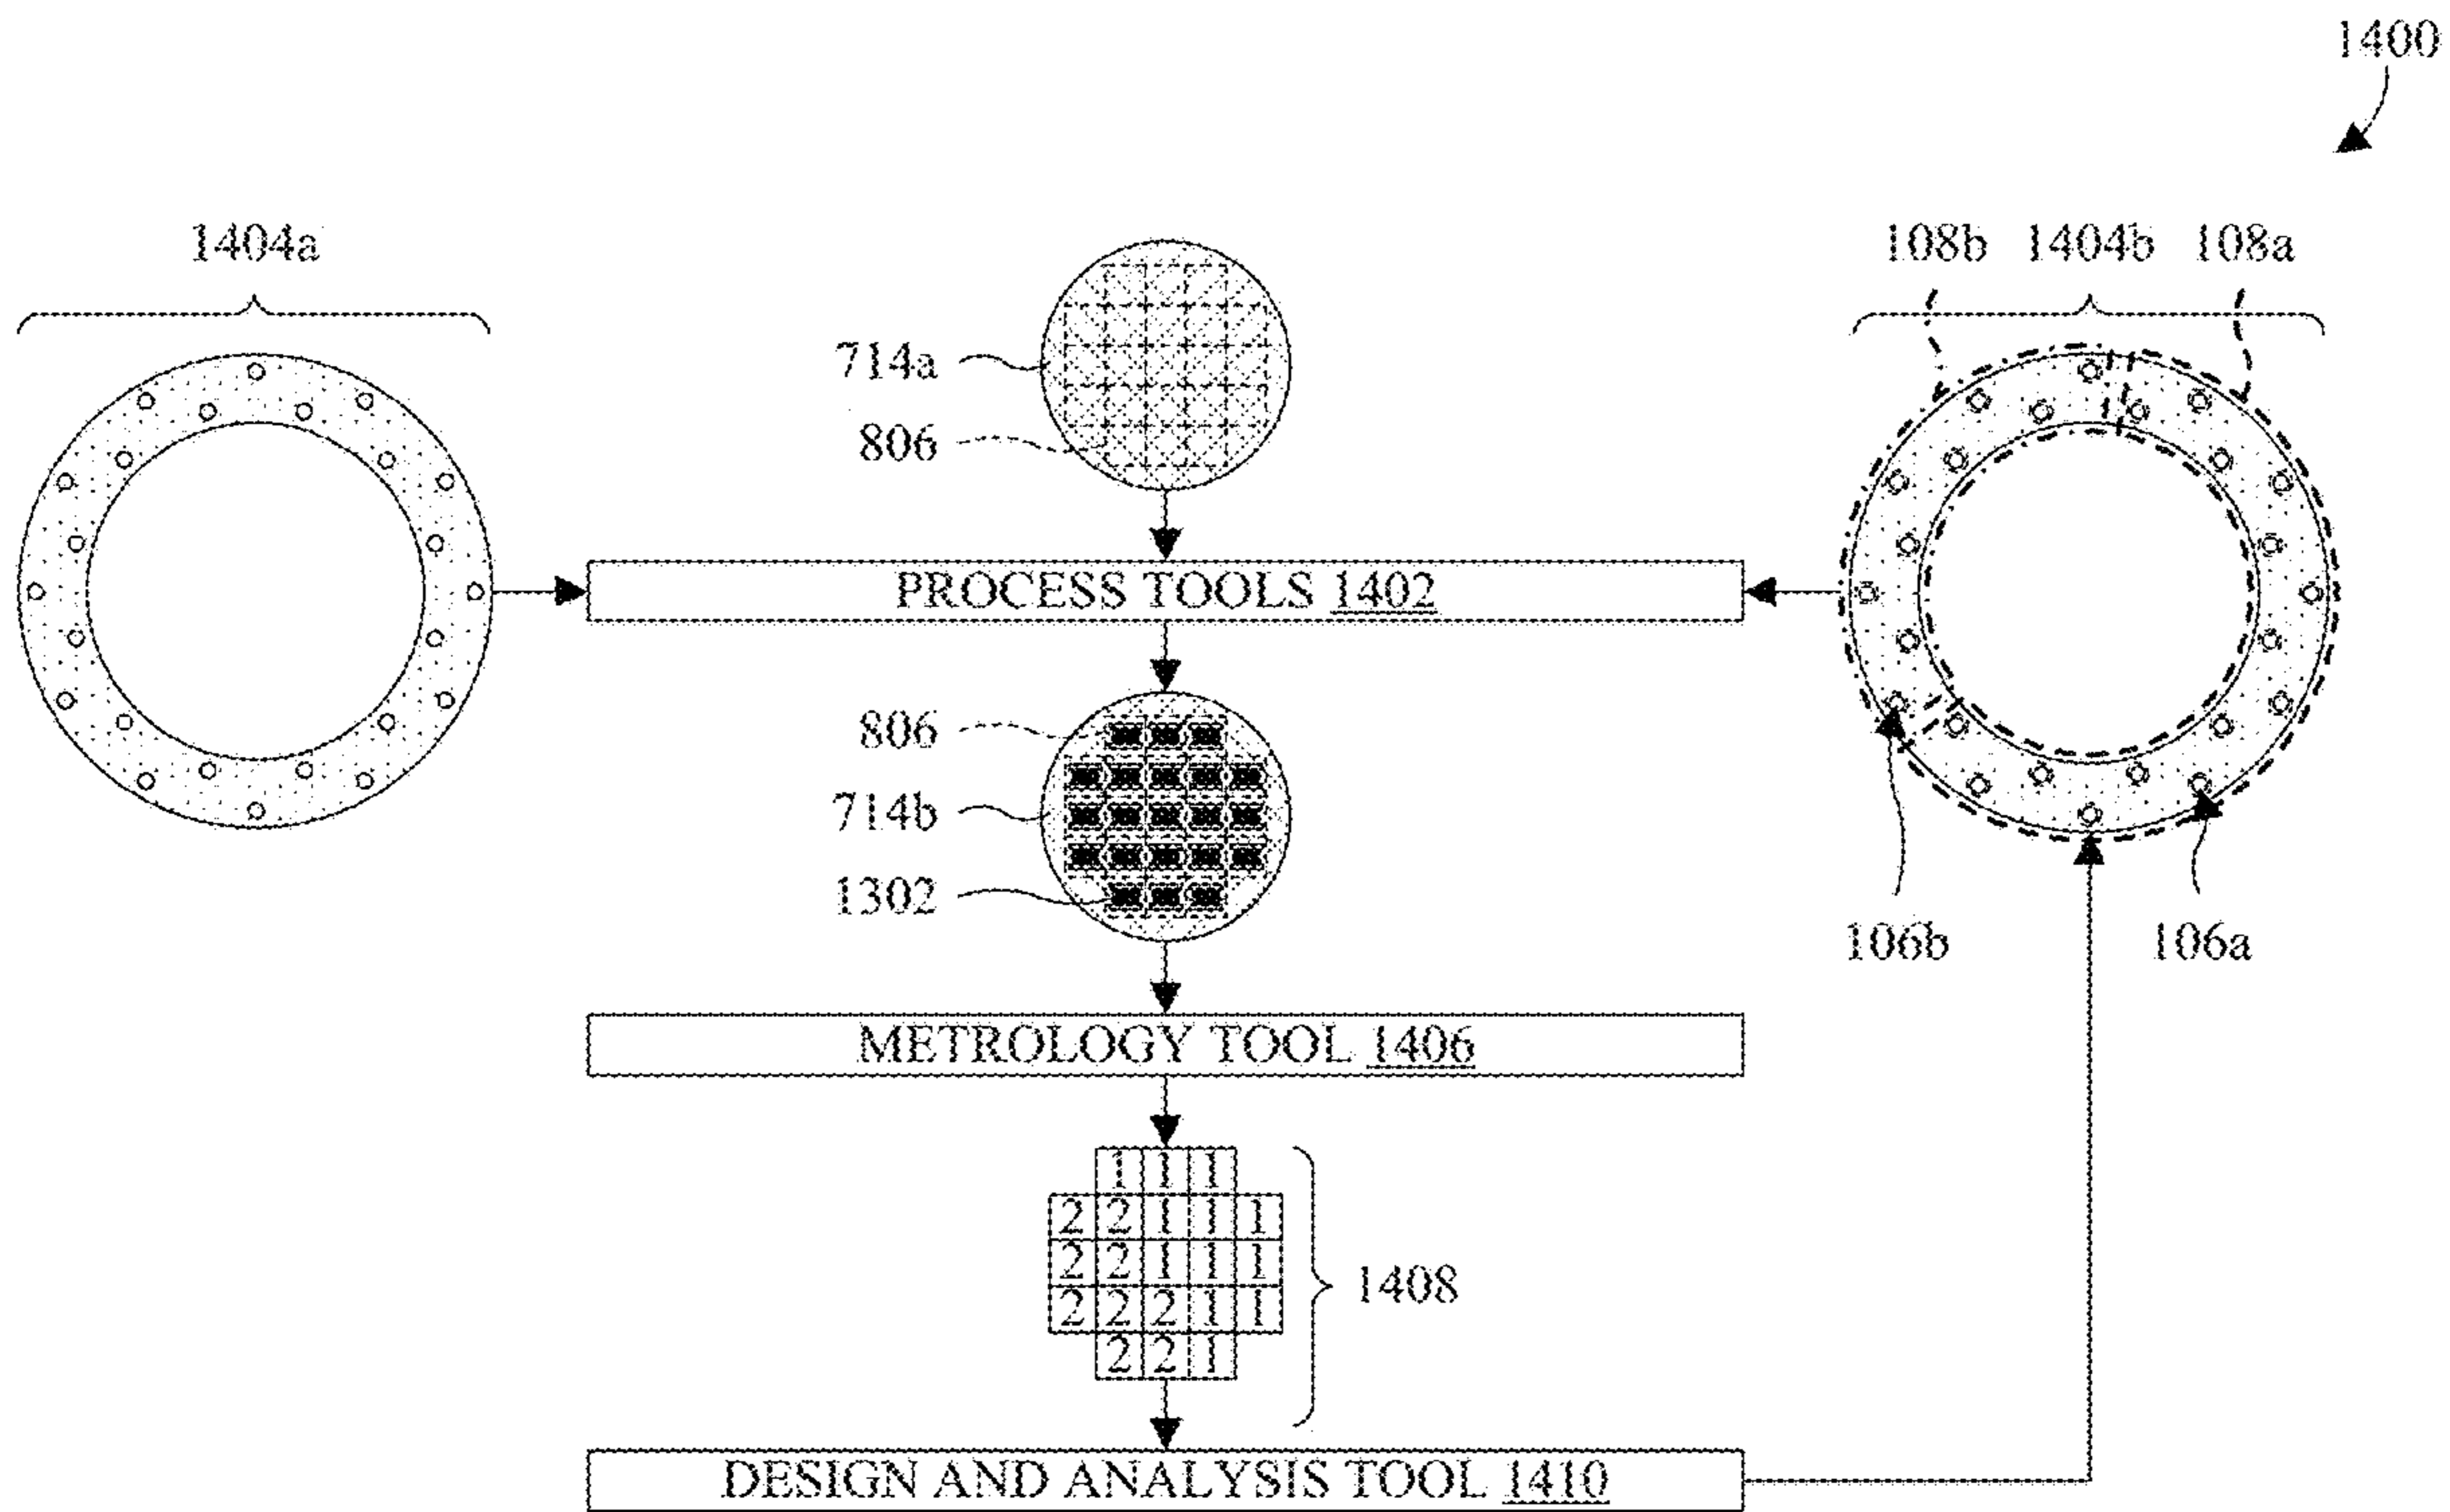 1400
1404a
108b 1404b 108a
714a
806
PROCESS TOOLS 1402
806
714b
1302
106b 106a
METROLOGY TOOL 1406
1 1 1
2 2 1 1 1
2 2 1 1 1
2 2 2 1 1
2 2 1
1408
DESIGN AND ANALYSIS TOOL 1410